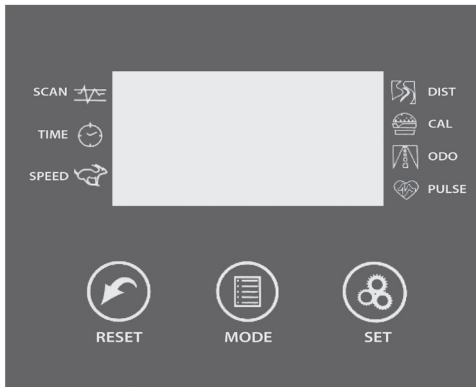 SCAN
TIME
SPEED
DIST
CAL
ODO
PULSE
RESET
MODE
SET